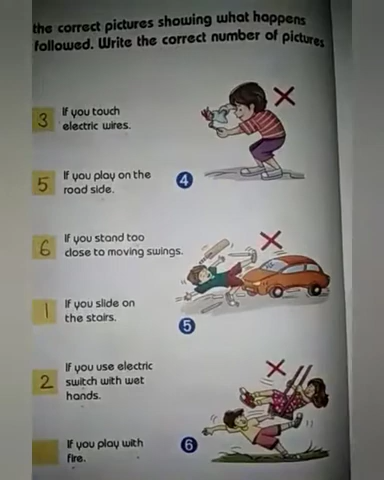 the correct pictures showing what happens
followed. Write the correct number of pictures
3
If you touch
electric wires.
5
If you play on the
road side.
4
6
If you stand too
close to moving swings.
1
If you slide on
the stairs.
5
2
If you use electric
switch with wet
hands.
If you play with
fire.
6